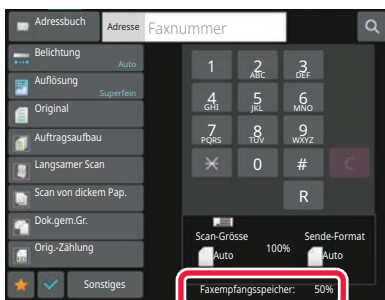 Adressbuch
Adresse Faxnummer
Belichtung
Auto
Auflösung
Superfein
Original
Auftragsaufbau
Langsamer Scan
Scan von dickem Pap.
Dok.gem.Gr.
Orig.-Zählung
Sonstiges
1 2 3
ABC DEF
4 5 6
GHI JKL MNO
7 8 9
PQRS TUV WXYZ
0 # C
R
Scan-Grösse Sende-Format
Auto 100% Auto
Faxempfangsspeicher: 50%